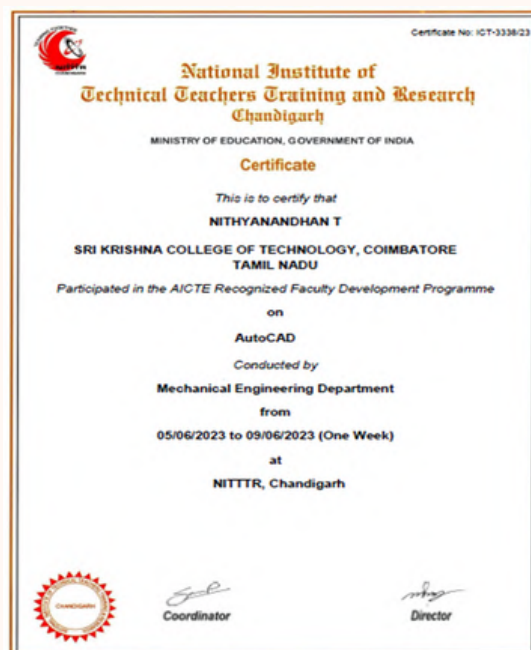 Certificate No: ICT-3338/23
NITTTR
CHANDIGARH
National Institute of
Technical Teachers Training and Research
Chandigarh
MINISTRY OF EDUCATION, GOVERNMENT OF INDIA
Certificate
This is to certify that
NITHYANANDHAN T
SRI KRISHNA COLLEGE OF TECHNOLOGY, COIMBATORE
TAMIL NADU
Participated in the AICTE Recognized Faculty Development Programme
on
AutoCAD
Conducted by
Mechanical Engineering Department
from
05/06/2023 to 09/06/2023 (One Week)
at
NITTTR, Chandigarh
CHANDIGARH
Coordinator
Director